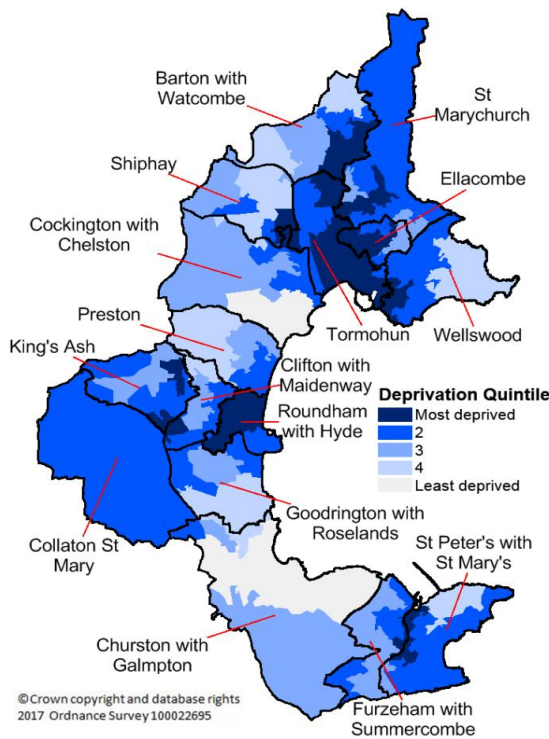 Barton with
Watcombe
St
Marychurch
Shiphay
Ellacombe
Cockington with
Chelston
Preston
Tormohun
Wellswood
King's Ash
Clifton with
Maidenway
Roundham
with Hyde
Deprivation Quintile
Most deprived
2
3
4
Least deprived
Goodrington with
Roselands
Collaton St
Mary
St Peter's with
St Mary's
Churston with
Galmpton
Furzeham with
Summercombe
©Crown copyright and database rights
2017 Ordnance Survey 100022695